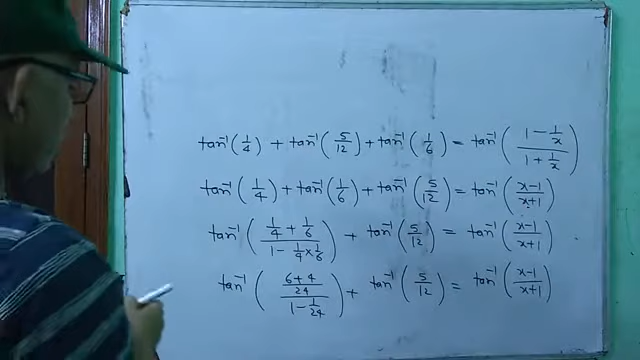 tan⁻¹(1/4) + tan⁻¹(5/12) + tan⁻¹(1/6) = tan⁻¹((1 − 1/x)/(1 + 1/x))
tan⁻¹(1/4) + tan⁻¹(1/6) + tan⁻¹(5/12) = tan⁻¹((x−1)/(x+1))
tan⁻¹((1/4 + 1/6)/(1 − 1/4 × 1/6)) + tan⁻¹(5/12) = tan⁻¹((x−1)/(x+1))
tan⁻¹(((6+4)/24)/(1 − 1/24)) + tan⁻¹(5/12) = tan⁻¹((x−1)/(x+1))